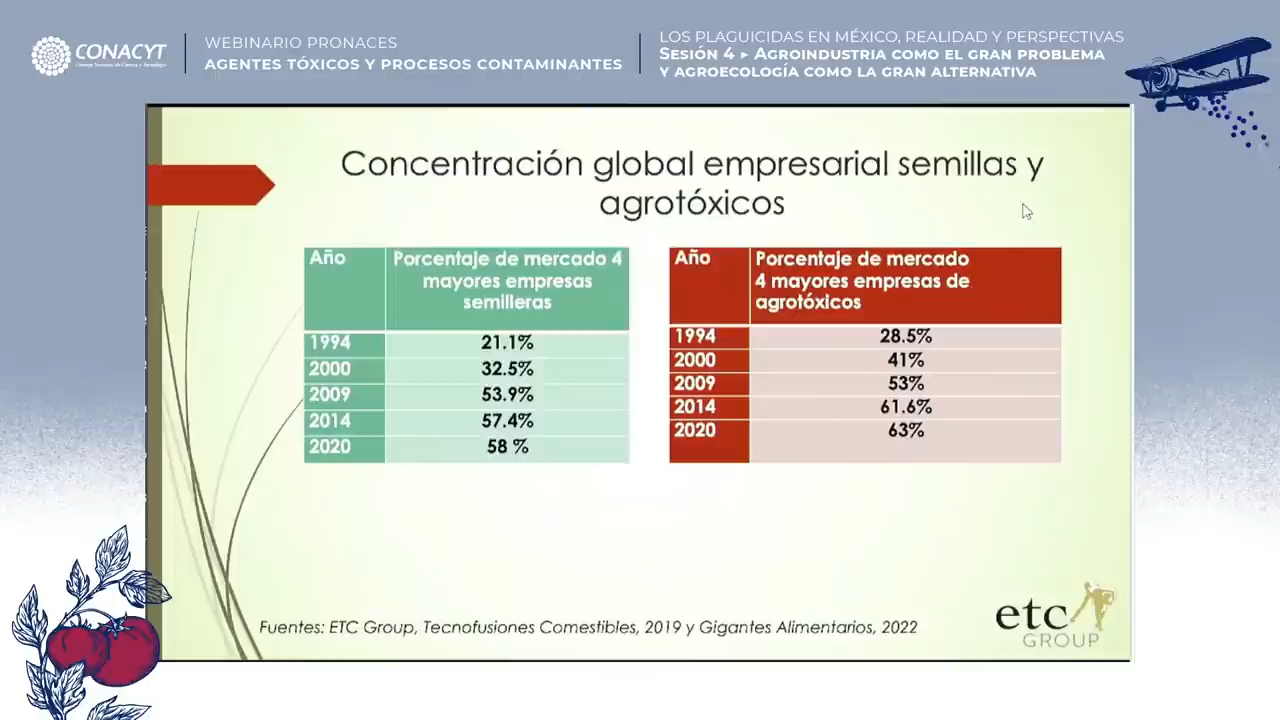 CONACYT
Consejo Nacional de Ciencia y Tecnología
WEBINARIO PRONACES
AGENTES TÓXICOS Y PROCESOS CONTAMINANTES
LOS PLAGUICIDAS EN MÉXICO, REALIDAD Y PERSPECTIVAS
SESIÓN 4 ▸ AGROINDUSTRIA COMO EL GRAN PROBLEMA
Y AGROECOLOGÍA COMO LA GRAN ALTERNATIVA
Concentración global empresarial semillas y
agrotóxicos
Año Porcentaje de mercado 4
mayores empresas
semilleras
1994 21.1%
2000 32.5%
2009 53.9%
2014 57.4%
2020 58 %
Año Porcentaje de mercado
4 mayores empresas de
agrotóxicos
1994 28.5%
2000 41%
2009 53%
2014 61.6%
2020 63%
Fuentes: ETC Group, Tecnofusiones Comestibles, 2019 y Gigantes Alimentarios, 2022
etc
GROUP